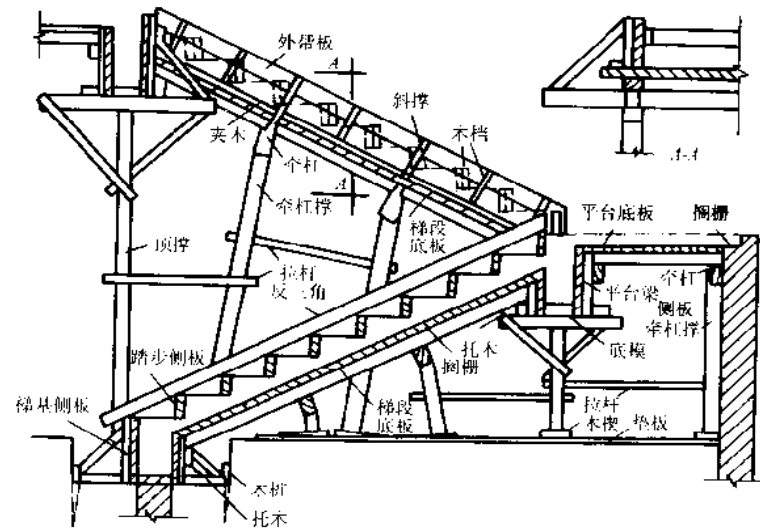 外帮板
A
斜撑
木档
夹木
牵杠
A
A-A
牵杠撑
梯段
底板
平台底板
搁栅
顶撑
拉杆
反三角
牵杠
平台梁
侧板
牵杠撑
托木
底模
踏步侧板
搁栅
梯基侧板
梯段
底板
拉杆
木楔
垫板
木桩
托木